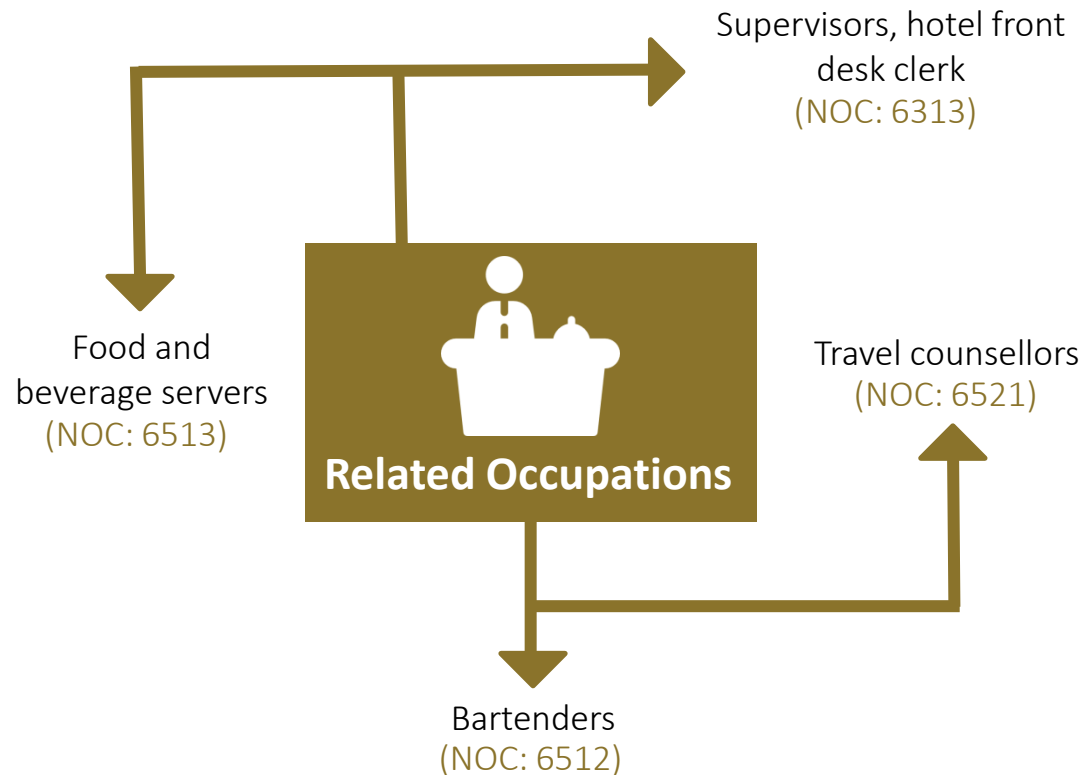 Supervisors, hotel front
desk clerk
(NOC: 6313)
Food and
beverage servers
(NOC: 6513)
Travel counsellors
(NOC: 6521)
Related Occupations
Bartenders
(NOC: 6512)